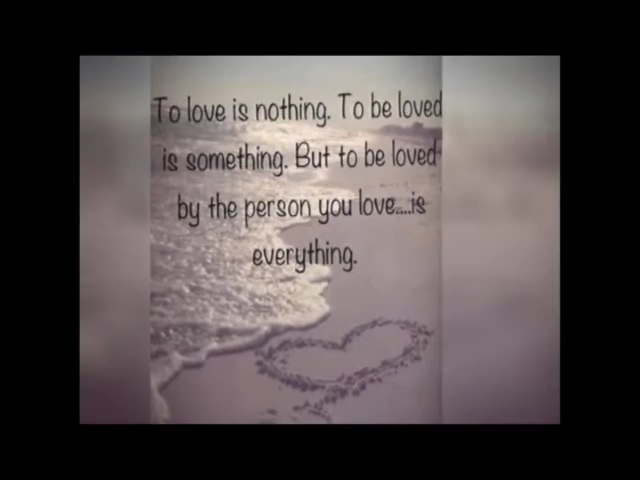 To love is nothing. To be loved
is something. But to be loved
by the person you love....is
everything.